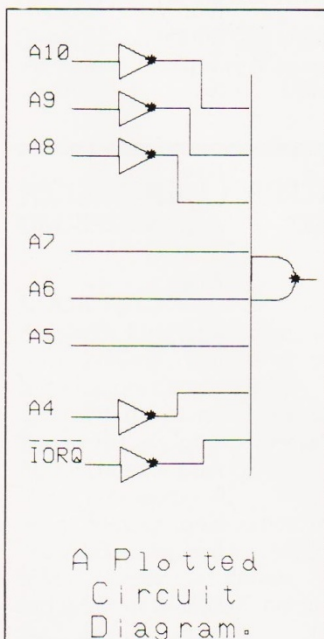 A10
A9
A8
A7
A6
A5
A4
IORQ
A Plotted
Circuit
Diagram.